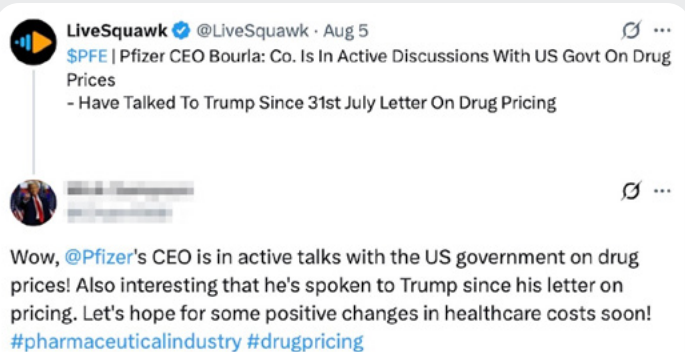 LiveSquawk @LiveSquawk · Aug 5
$PFE | Pfizer CEO Bourla: Co. Is In Active Discussions With US Govt On Drug
Prices
- Have Talked To Trump Since 31st July Letter On Drug Pricing
Wow, @Pfizer's CEO is in active talks with the US government on drug
prices! Also interesting that he's spoken to Trump since his letter on
pricing. Let's hope for some positive changes in healthcare costs soon!
#pharmaceuticalindustry #drugpricing